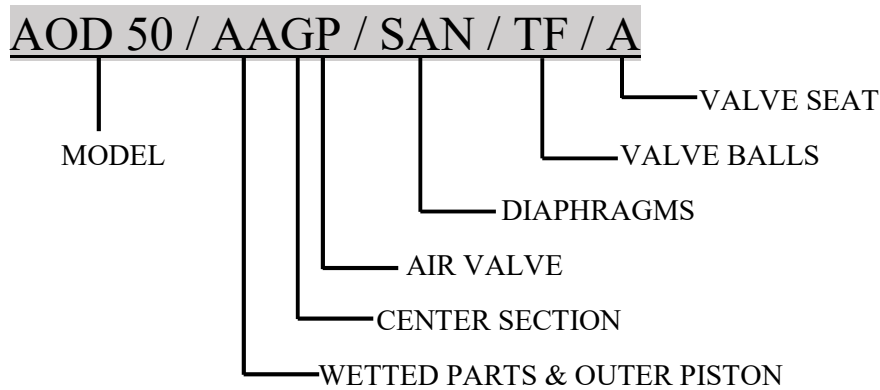 AOD 50 / AAGP / SAN / TF / A
VALVE SEAT
MODEL
VALVE BALLS
DIAPHRAGMS
AIR VALVE
CENTER SECTION
WETTED PARTS & OUTER PISTON